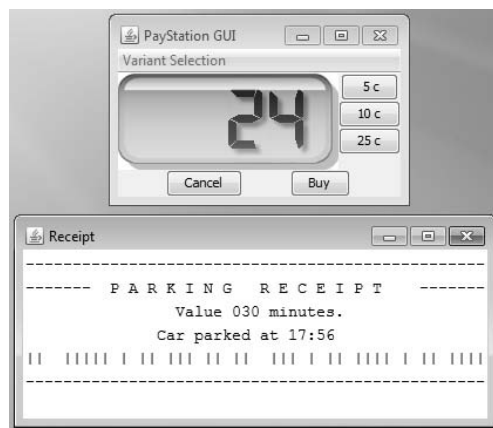 PayStation GUI
Variant Selection
24
5 c
10 c
25 c
Cancel
Buy
Receipt
--------------------------------------------------
------- P A R K I N G   R E C E I P T -------
Value 030 minutes.
Car parked at 17:56
|| ||||| | || ||| || || ||| | || |||| | || ||||
--------------------------------------------------